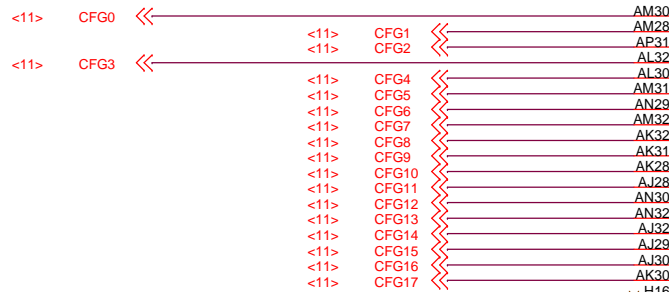 <11> CFG0 AM30
<11> CFG1 AM28
<11> CFG2 AP31
<11> CFG3 AL32
<11> CFG4 AL30
<11> CFG5 AM31
<11> CFG6 AN29
<11> CFG7 AM32
<11> CFG8 AK32
<11> CFG9 AK31
<11> CFG10 AK28
<11> CFG11 AJ28
<11> CFG12 AN30
<11> CFG13 AN32
<11> CFG14 AJ32
<11> CFG15 AJ29
<11> CFG16 AJ30
<11> CFG17 AK30
H16